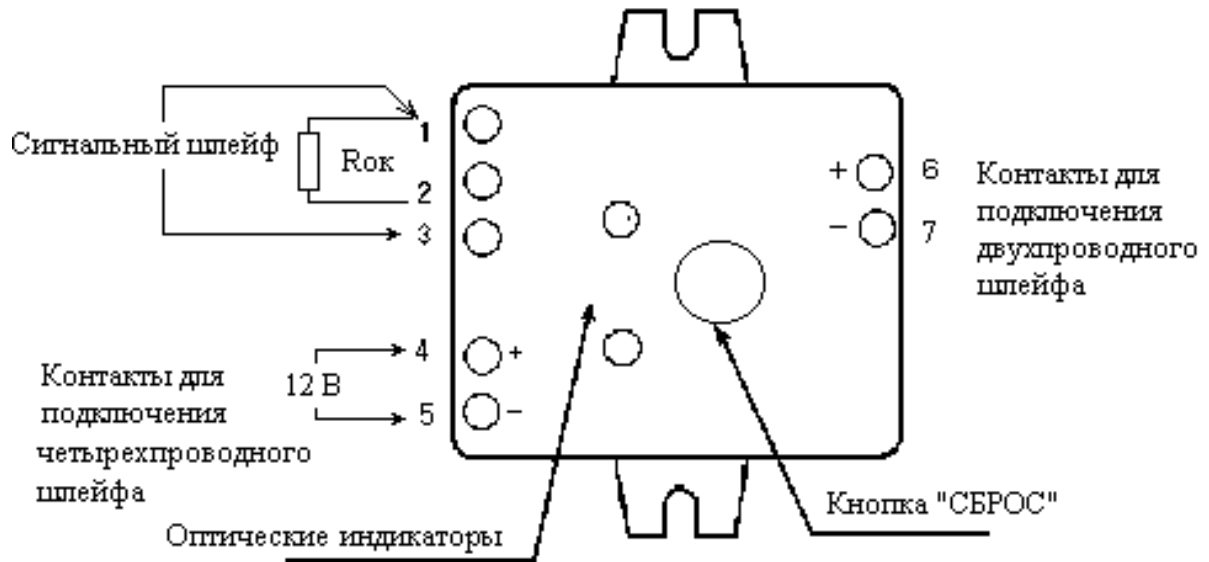 Сигнальный шлейф
Rок
1
2
3
4
5
+
−
12 В
Контакты для
подключения
четырехпроводного
шлейфа
+
−
6
7
Контакты для
подключения
двухпроводного
шлейфа
Оптические индикаторы
Кнопка "СБРОС"